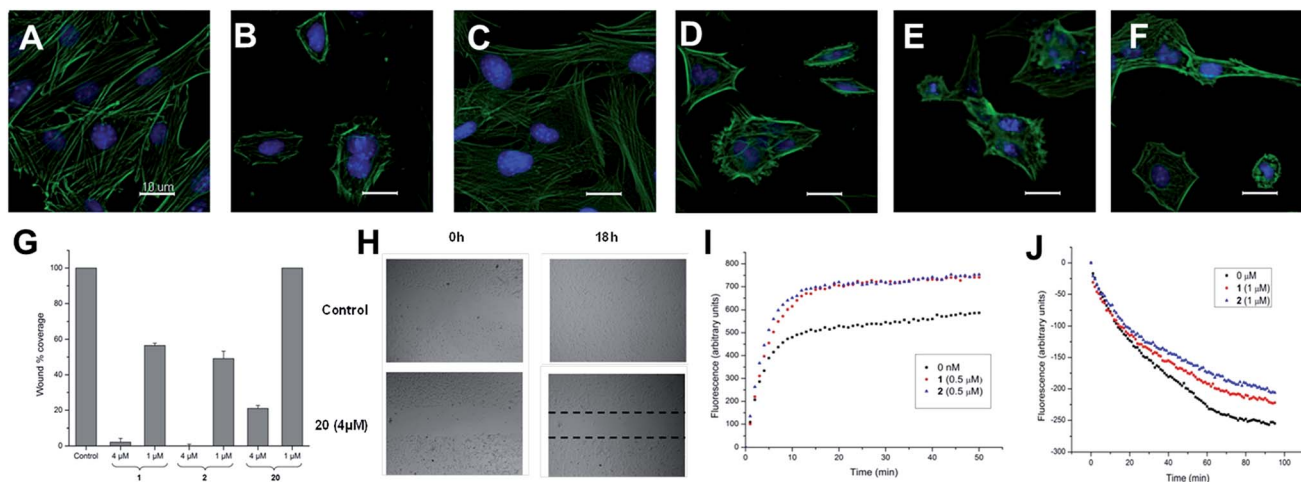 A
B
C
D
E
F
10 um
G
Wound % coverage
100
80
60
40
20
0
Control
4 μM
1 μM
4 μM
1 μM
4 μM
1 μM
1
2
20
H
0h
18h
Control
20 (4μM)
I
Fluorescence (arbitrary units)
800
700
600
500
400
300
200
100
0
0 nM
1 (0.5 μM)
2 (0.5 μM)
0
10
20
30
40
50
Time (min)
J
Fluorescence (arbitrary units)
0
-50
-100
-150
-200
-250
-300
0 μM
1 (1 μM)
2 (1 μM)
0
20
40
60
80
100
Time (min)